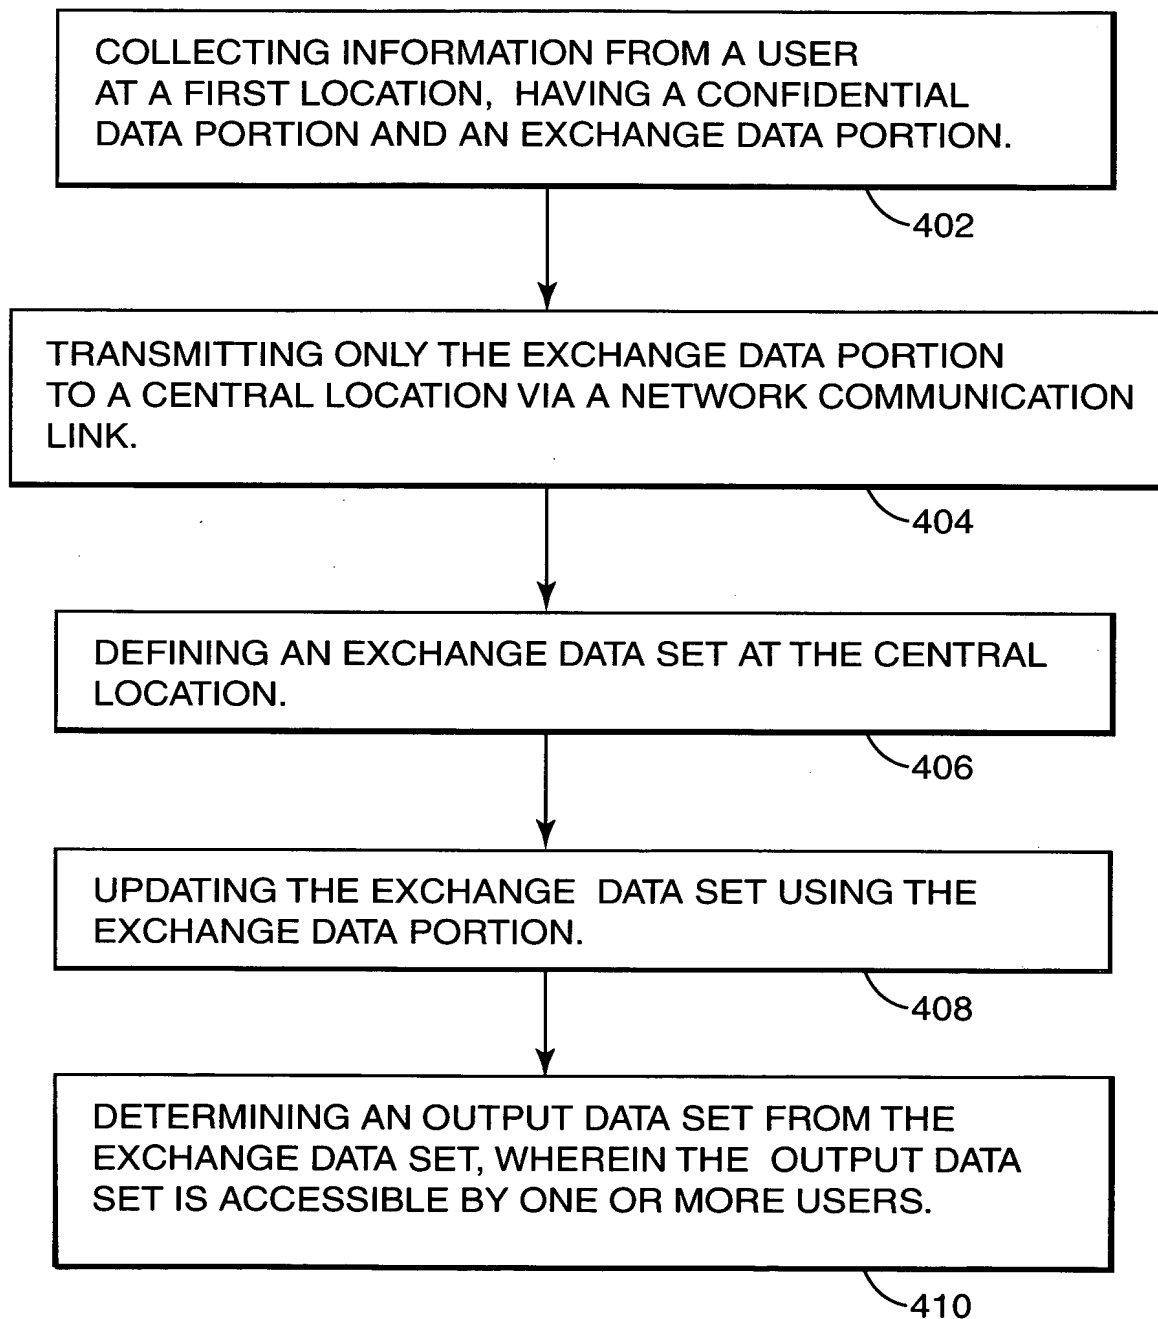 COLLECTING INFORMATION FROM A USER
AT A FIRST LOCATION, HAVING A CONFIDENTIAL
DATA PORTION AND AN EXCHANGE DATA PORTION.
402
TRANSMITTING ONLY THE EXCHANGE DATA PORTION
TO A CENTRAL LOCATION VIA A NETWORK COMMUNICATION
LINK.
404
DEFINING AN EXCHANGE DATA SET AT THE CENTRAL
LOCATION.
406
UPDATING THE EXCHANGE DATA SET USING THE
EXCHANGE DATA PORTION.
408
DETERMINING AN OUTPUT DATA SET FROM THE
EXCHANGE DATA SET, WHEREIN THE OUTPUT DATA
SET IS ACCESSIBLE BY ONE OR MORE USERS.
410